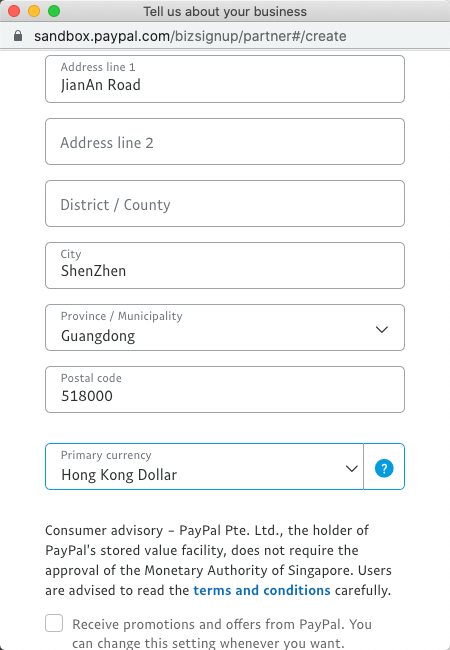 Tell us about your business
sandbox.paypal.com/bizsignup/partner#/create
Address line 1
JianAn Road
Address line 2
District / County
City
ShenZhen
Province / Municipality
Guangdong
Postal code
518000
Primary currency
Hong Kong Dollar
?
Consumer advisory – PayPal Pte. Ltd., the holder of
PayPal's stored value facility, does not require the
approval of the Monetary Authority of Singapore. Users
are advised to read the terms and conditions carefully.
Receive promotions and offers from PayPal. You
can change this setting whenever you want.